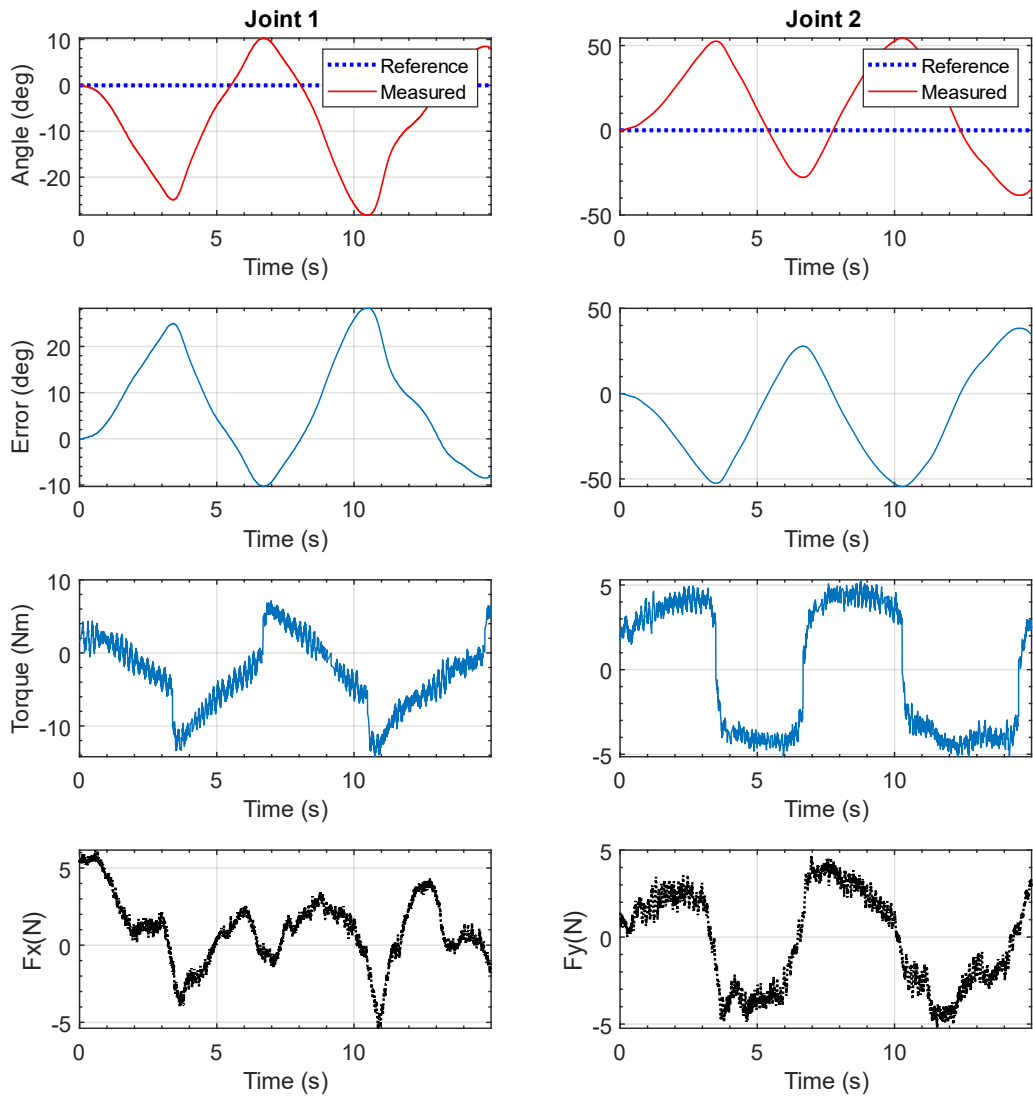 Joint 1
10
0
-10
-20
Angle (deg)
Reference
Measured
0 5 10
Time (s)
Joint 2
50
0
-50
Reference
Measured
0 5 10
Time (s)
20
10
0
-10
Error (deg)
0 5 10
Time (s)
50
0
-50
0 5 10
Time (s)
10
0
-10
Torque (Nm)
0 5 10
Time (s)
5
0
-5
0 5 10
Time (s)
5
0
-5
Fx(N)
0 5 10
Time (s)
5
0
-5
Fy(N)
0 5 10
Time (s)